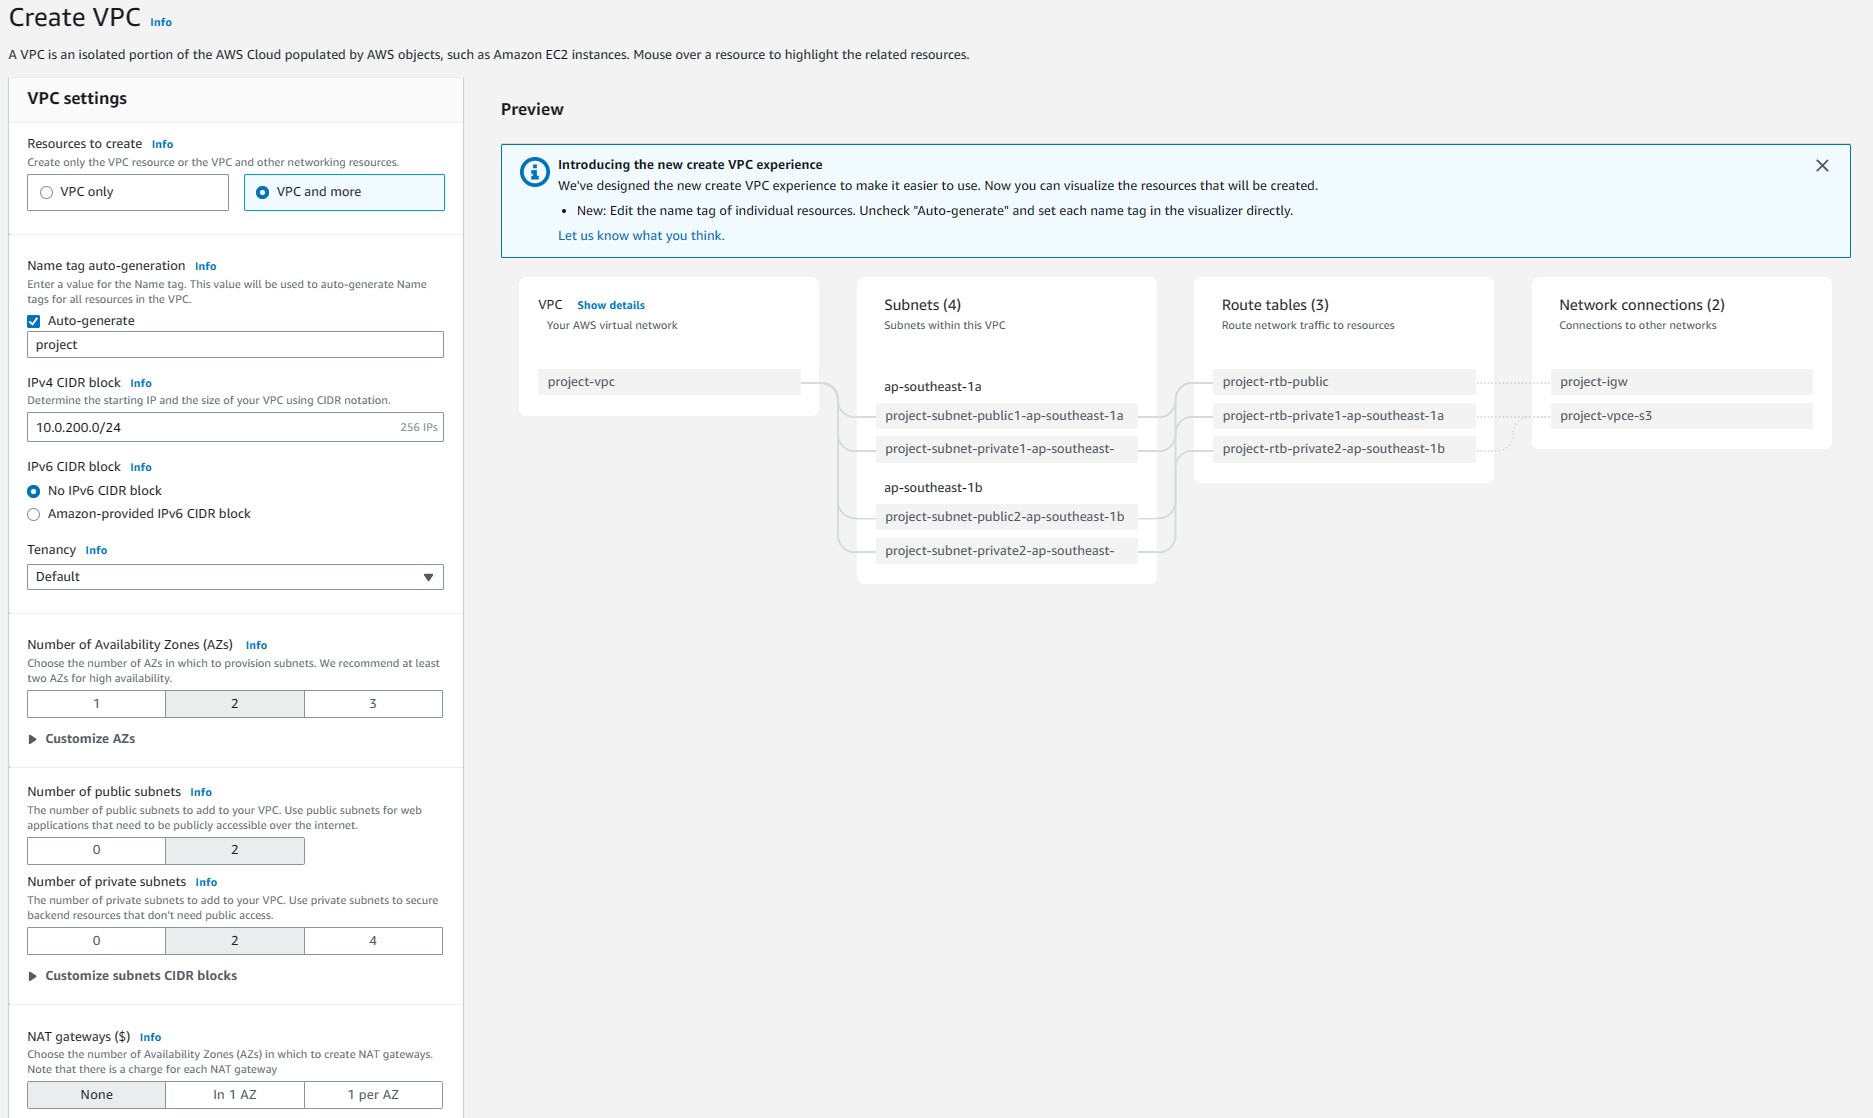 Create VPC Info
A VPC is an isolated portion of the AWS Cloud populated by AWS objects, such as Amazon EC2 instances. Mouse over a resource to highlight the related resources.
VPC settings
Resources to create Info
Create only the VPC resource or the VPC and other networking resources.
VPC only
VPC and more
Name tag auto-generation Info
Enter a value for the Name tag. This value will be used to auto-generate Name
tags for all resources in the VPC.
Auto-generate
project
IPv4 CIDR block Info
Determine the starting IP and the size of your VPC using CIDR notation.
10.0.200.0/24 256 IPs
IPv6 CIDR block Info
No IPv6 CIDR block
Amazon-provided IPv6 CIDR block
Tenancy Info
Default
Number of Availability Zones (AZs) Info
Choose the number of AZs in which to provision subnets. We recommend at least
two AZs for high availability.
1 2 3
Customize AZs
Number of public subnets Info
The number of public subnets to add to your VPC. Use public subnets for web
applications that need to be publicly accessible over the internet.
0 2
Number of private subnets Info
The number of private subnets to add to your VPC. Use private subnets to secure
backend resources that don't need public access.
0 2 4
Customize subnets CIDR blocks
NAT gateways ($) Info
Choose the number of Availability Zones (AZs) in which to create NAT gateways.
Note that there is a charge for each NAT gateway
None In 1 AZ 1 per AZ
Preview
Introducing the new create VPC experience
We've designed the new create VPC experience to make it easier to use. Now you can visualize the resources that will be created.
• New: Edit the name tag of individual resources. Uncheck "Auto-generate" and set each name tag in the visualizer directly.
Let us know what you think.
VPC Show details
Your AWS virtual network
project-vpc
Subnets (4)
Subnets within this VPC
ap-southeast-1a
project-subnet-public1-ap-southeast-1a
project-subnet-private1-ap-southeast-
ap-southeast-1b
project-subnet-public2-ap-southeast-1b
project-subnet-private2-ap-southeast-
Route tables (3)
Route network traffic to resources
project-rtb-public
project-rtb-private1-ap-southeast-1a
project-rtb-private2-ap-southeast-1b
Network connections (2)
Connections to other networks
project-igw
project-vpce-s3